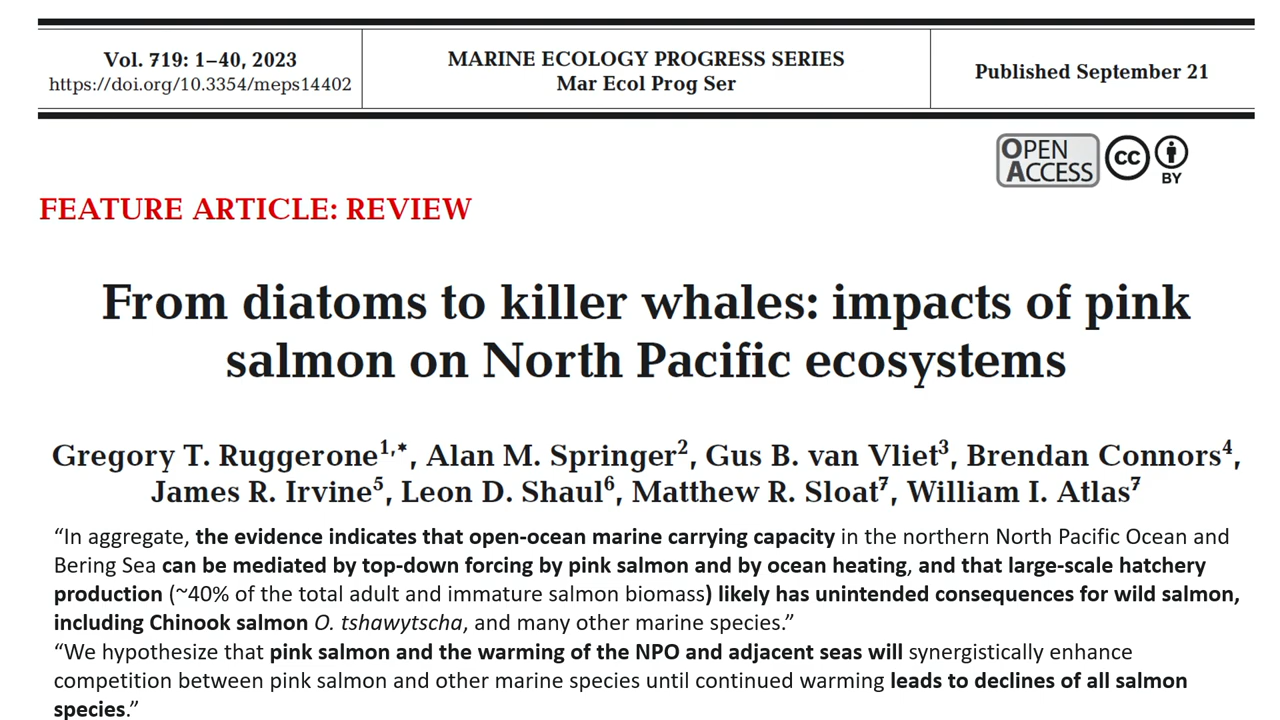 Vol. 719: 1–40, 2023
https://doi.org/10.3354/meps14402
MARINE ECOLOGY PROGRESS SERIES
Mar Ecol Prog Ser
Published September 21
OPEN ACCESS
CC
BY
FEATURE ARTICLE: REVIEW
From diatoms to killer whales: impacts of pink
salmon on North Pacific ecosystems
Gregory T. Ruggerone1,*, Alan M. Springer2, Gus B. van Vliet3, Brendan Connors4,
James R. Irvine5, Leon D. Shaul6, Matthew R. Sloat7, William I. Atlas7
“In aggregate, the evidence indicates that open-ocean marine carrying capacity in the northern North Pacific Ocean and
Bering Sea can be mediated by top-down forcing by pink salmon and by ocean heating, and that large-scale hatchery
production (~40% of the total adult and immature salmon biomass) likely has unintended consequences for wild salmon,
including Chinook salmon O. tshawytscha, and many other marine species.”
“We hypothesize that pink salmon and the warming of the NPO and adjacent seas will synergistically enhance
competition between pink salmon and other marine species until continued warming leads to declines of all salmon
species.”